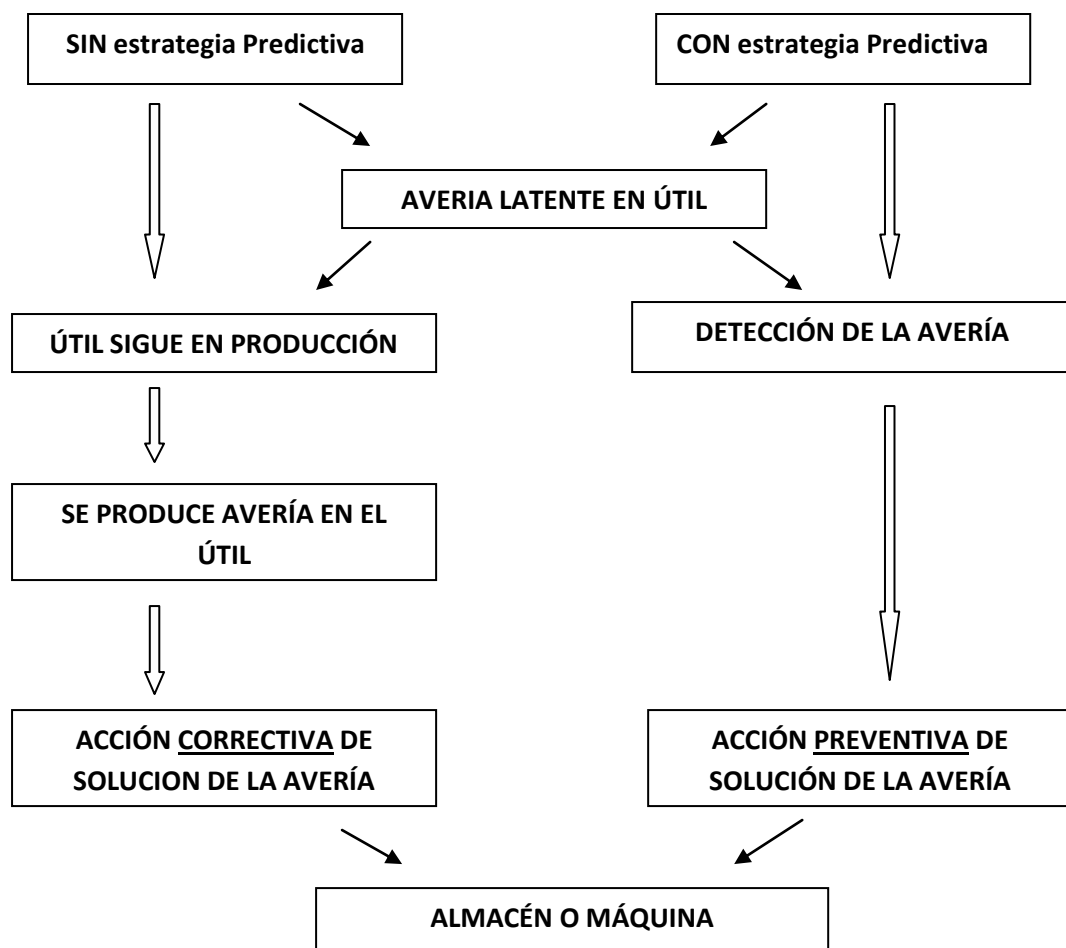 SIN estrategia Predictiva
CON estrategia Predictiva
AVERIA LATENTE EN ÚTIL
ÚTIL SIGUE EN PRODUCCIÓN
DETECCIÓN DE LA AVERÍA
SE PRODUCE AVERÍA EN EL
ÚTIL
ACCIÓN CORRECTIVA DE
SOLUCION DE LA AVERÍA
ACCIÓN PREVENTIVA DE
SOLUCIÓN DE LA AVERÍA
ALMACÉN O MÁQUINA